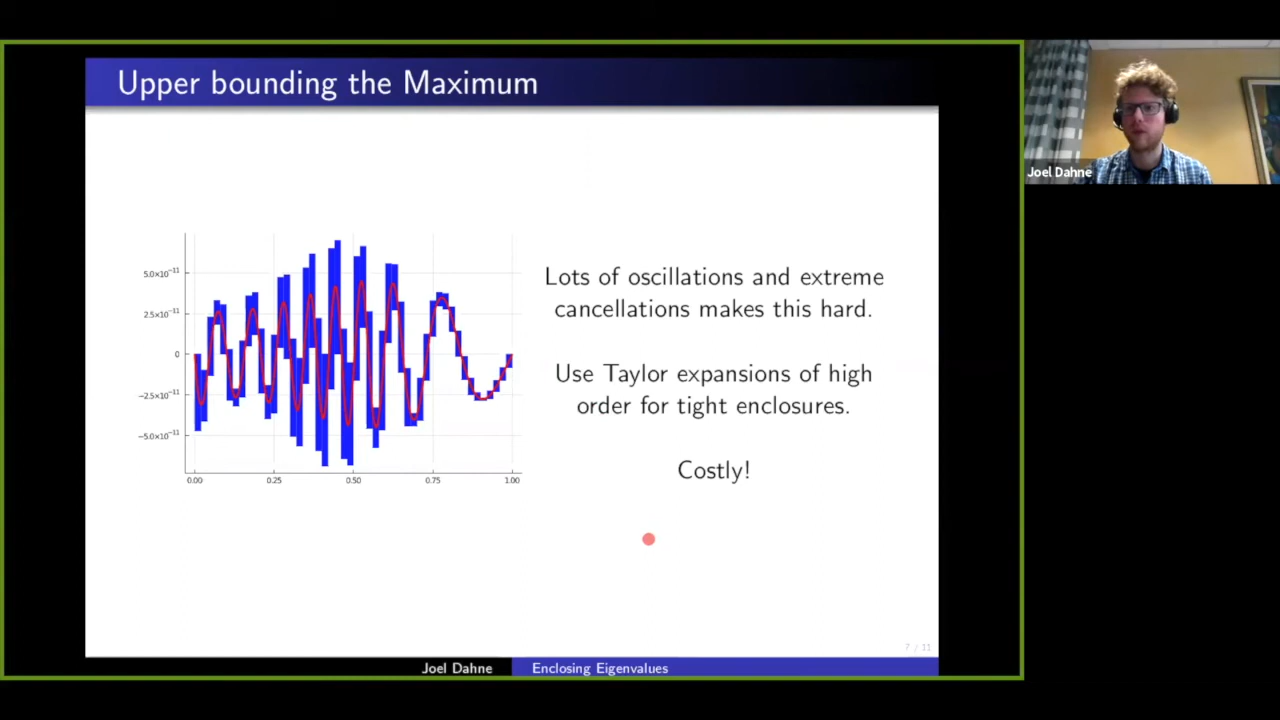 Upper bounding the Maximum
Joel Dahne
5.0×10⁻¹¹
2.5×10⁻¹¹
0
−2.5×10⁻¹¹
−5.0×10⁻¹¹
0.00 0.25 0.50 0.75 1.00
Lots of oscillations and extreme
cancellations makes this hard.
Use Taylor expansions of high
order for tight enclosures.
Costly!
7 / 11
Joel Dahne Enclosing Eigenvalues